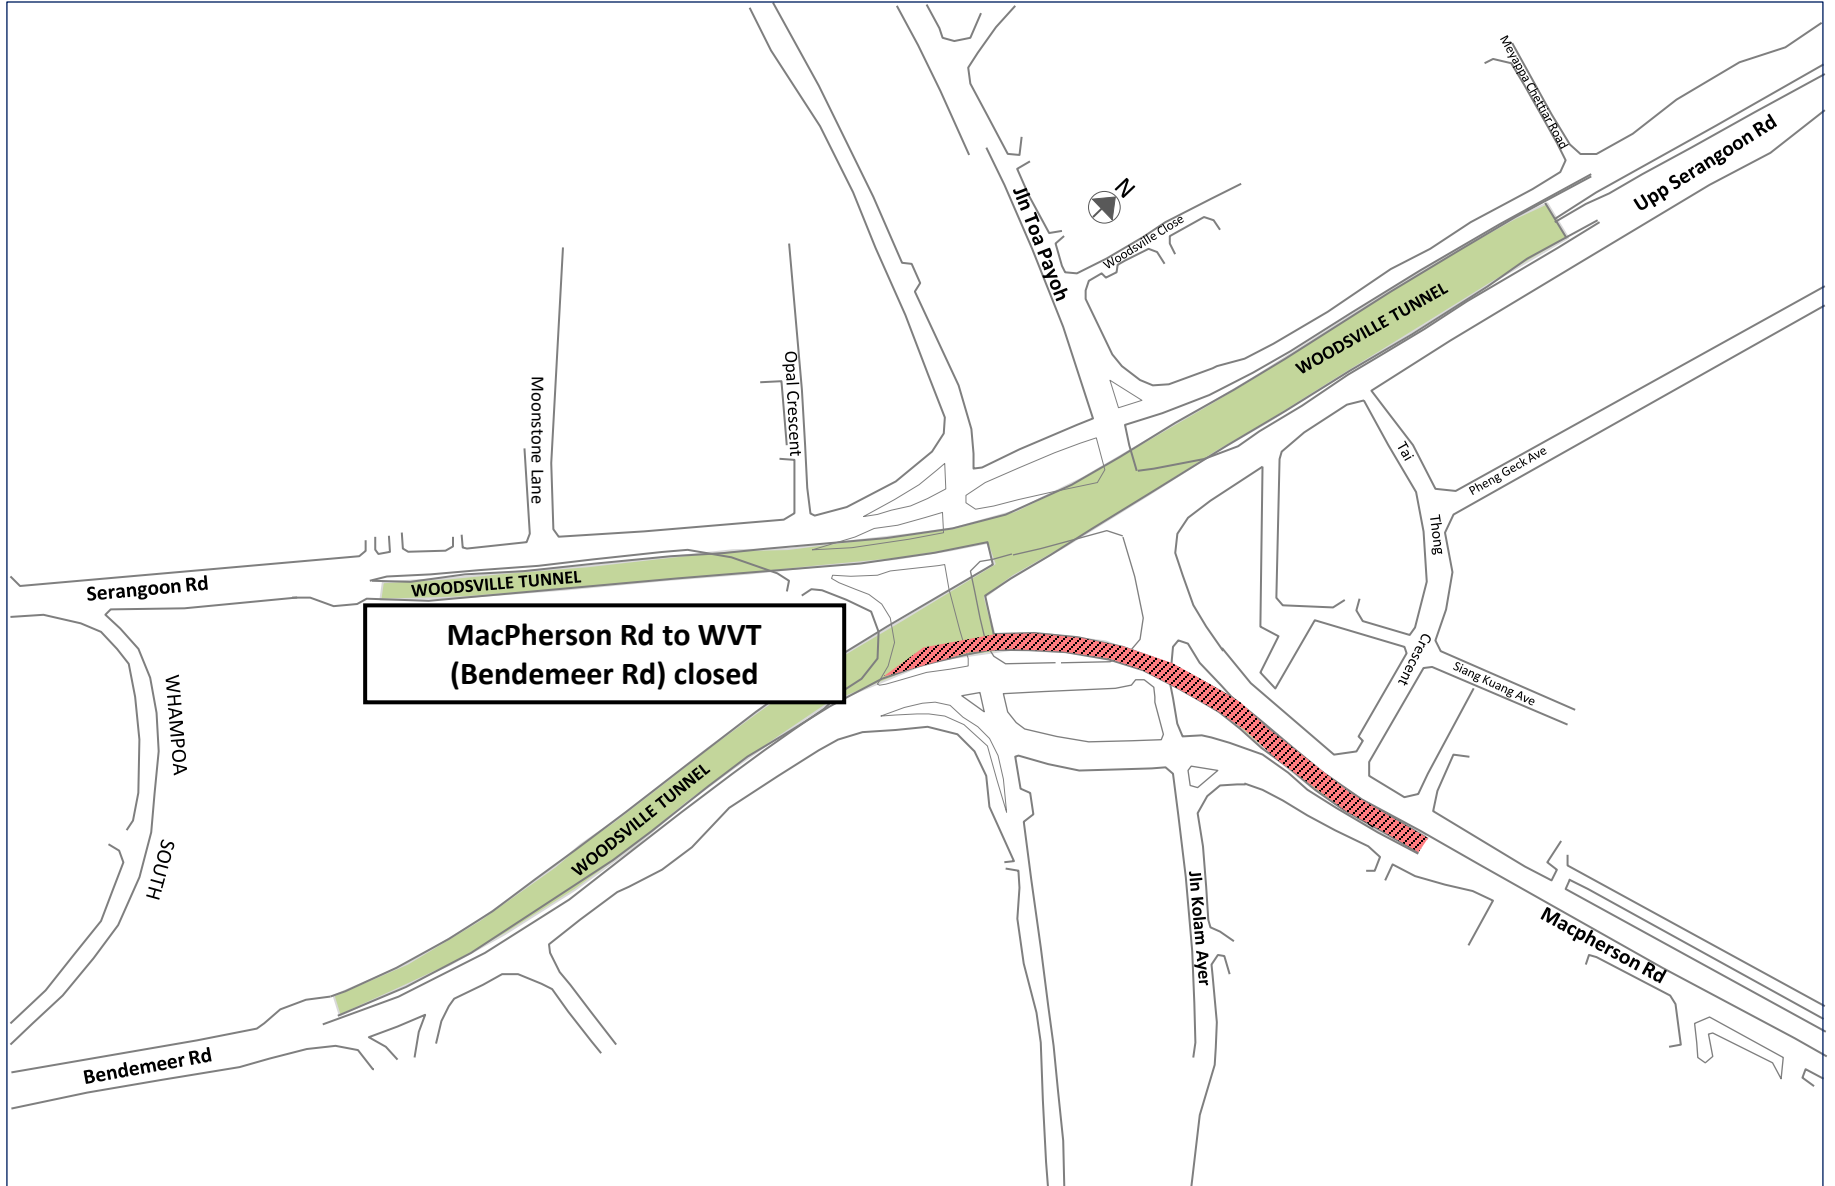 Meyappa Chettiar Road
Upp Serangoon Rd
N
Jln Toa Payoh
Woodsville Close
WOODSVILLE TUNNEL
Opal Crescent
Moonstone Lane
Tai
Thong
Crescent
Pheng Geck Ave
Serangoon Rd
WOODSVILLE TUNNEL
MacPherson Rd to WVT
(Bendemeer Rd) closed
Siang Kuang Ave
WHAMPOA
SOUTH
WOODSVILLE TUNNEL
Jln Kolam Ayer
Macpherson Rd
Bendemeer Rd